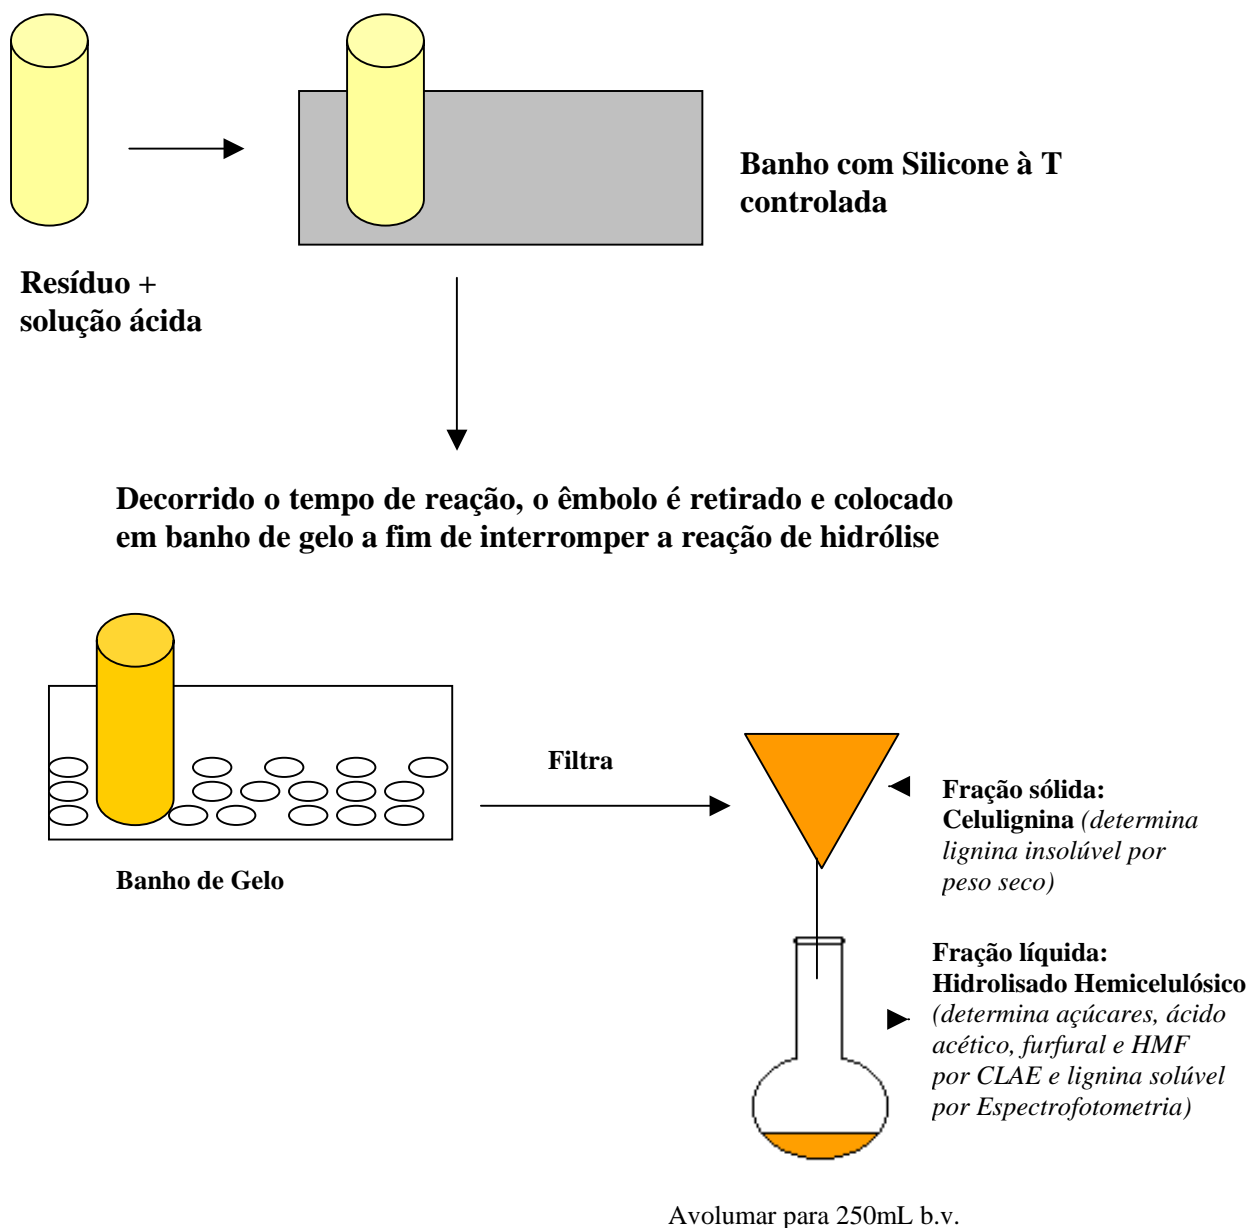 Banho com Silicone à T
controlada
Resíduo +
solução ácida
Decorrido o tempo de reação, o êmbolo é retirado e colocado
em banho de gelo a fim de interromper a reação de hidrólise
Filtra
Banho de Gelo
Fração sólida:
Celulignina (determina
lignina insolúvel por
peso seco)
Fração líquida:
Hidrolisado Hemicelulósico
(determina açúcares, ácido
acético, furfural e HMF
por CLAE e lignina solúvel
por Espectrofotometria)
Avolumar para 250mL b.v.